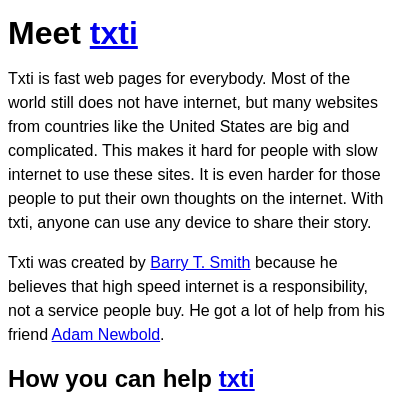 Meet txti
Txti is fast web pages for everybody. Most of the
world still does not have internet, but many websites
from countries like the United States are big and
complicated. This makes it hard for people with slow
internet to use these sites. It is even harder for those
people to put their own thoughts on the internet. With
txti, anyone can use any device to share their story.
Txti was created by Barry T. Smith because he
believes that high speed internet is a responsibility,
not a service people buy. He got a lot of help from his
friend Adam Newbold.
How you can help txti